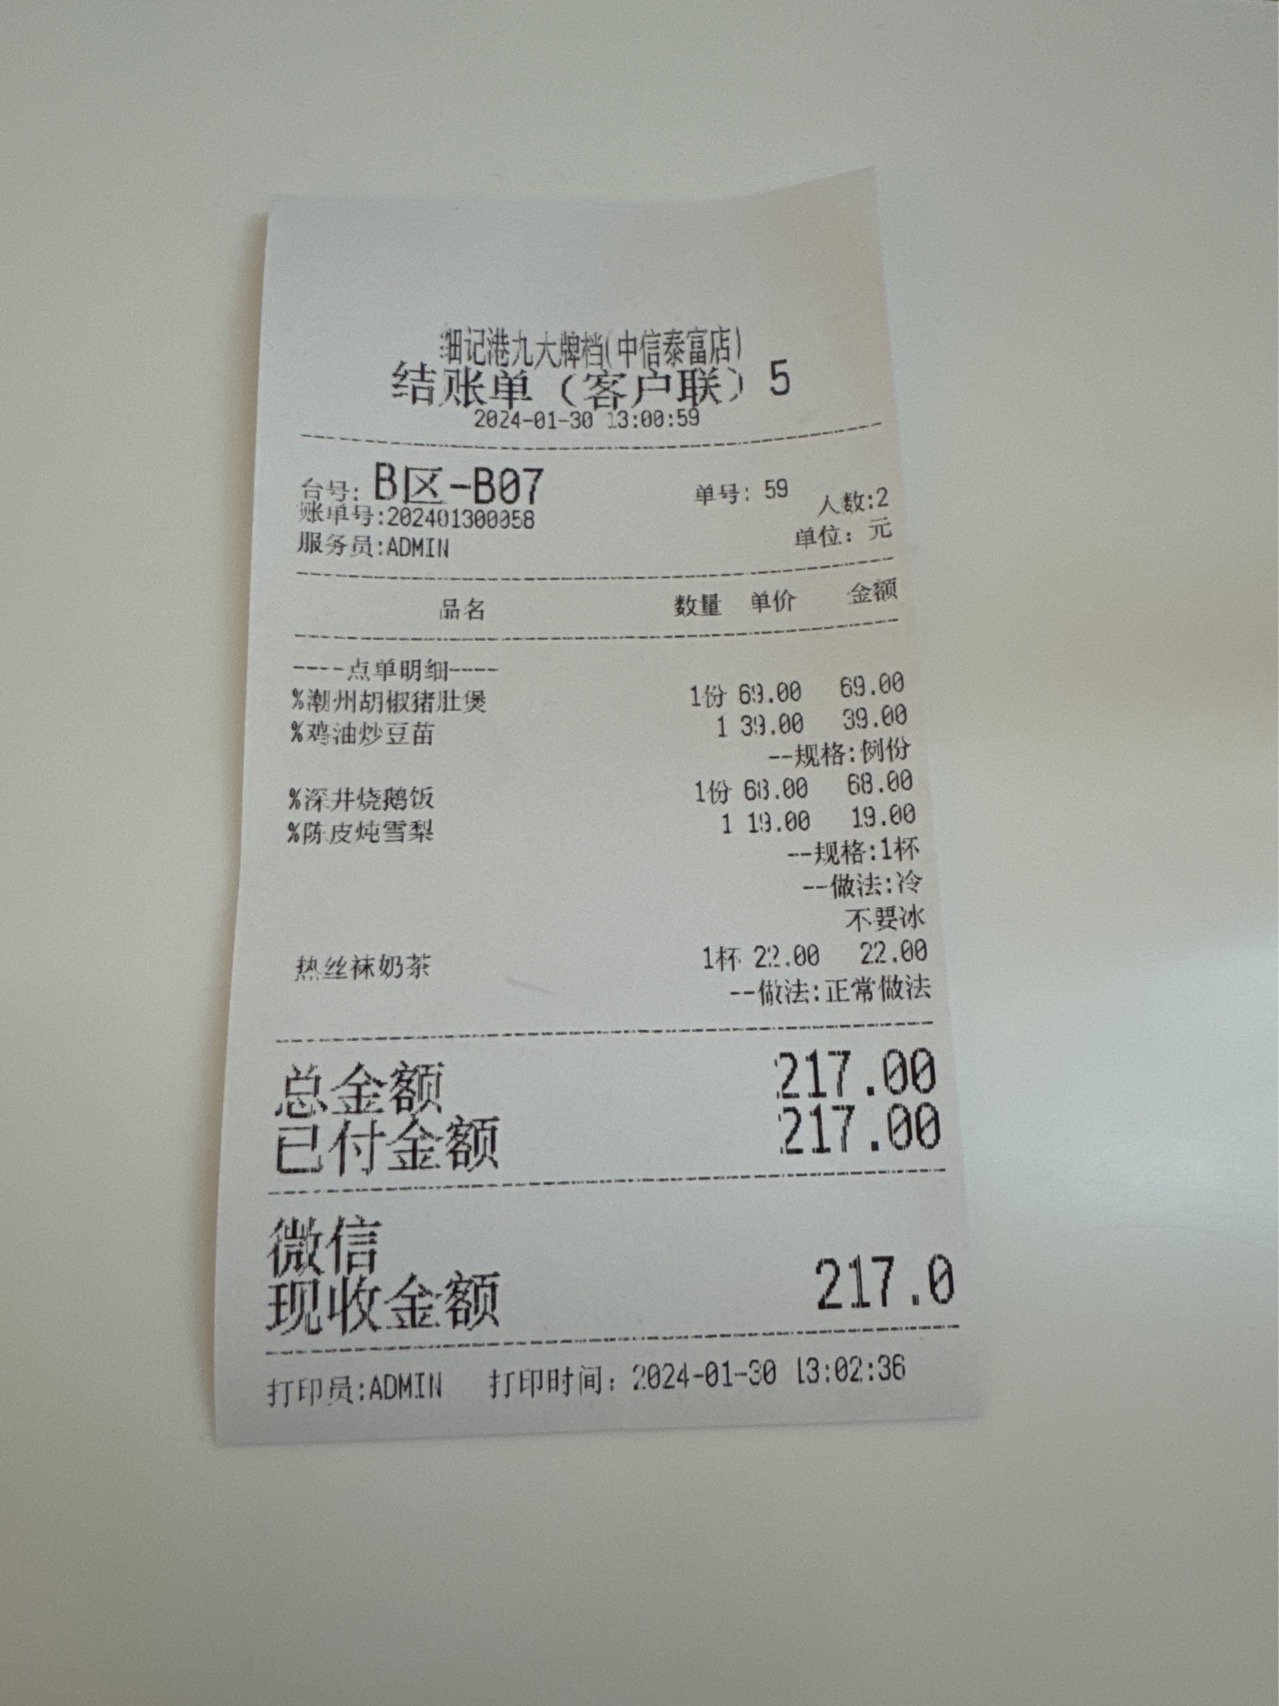 细记港九大牌档(中信泰富店)
结账单（客户联）5
2024-01-30 13:00:59
台号: B区-B07 单号: 59 人数:2
账单号:202401300058
服务员:ADMIN 单位: 元
品名 数量 单价 金额
----点单明细----
%潮州胡椒猪肚煲 1份 69.00 69.00
%鸡油炒豆苗 1 39.00 39.00
--规格:例份
%深井烧鹅饭 1份 68.00 68.00
%陈皮炖雪梨 1 19.00 19.00
--规格:1杯
--做法:冷
不要冰
热丝袜奶茶 1杯 22.00 22.00
--做法:正常做法
总金额 217.00
已付金额 217.00
微信
现收金额 217.0
打印员:ADMIN 打印时间: 2024-01-30 13:02:36